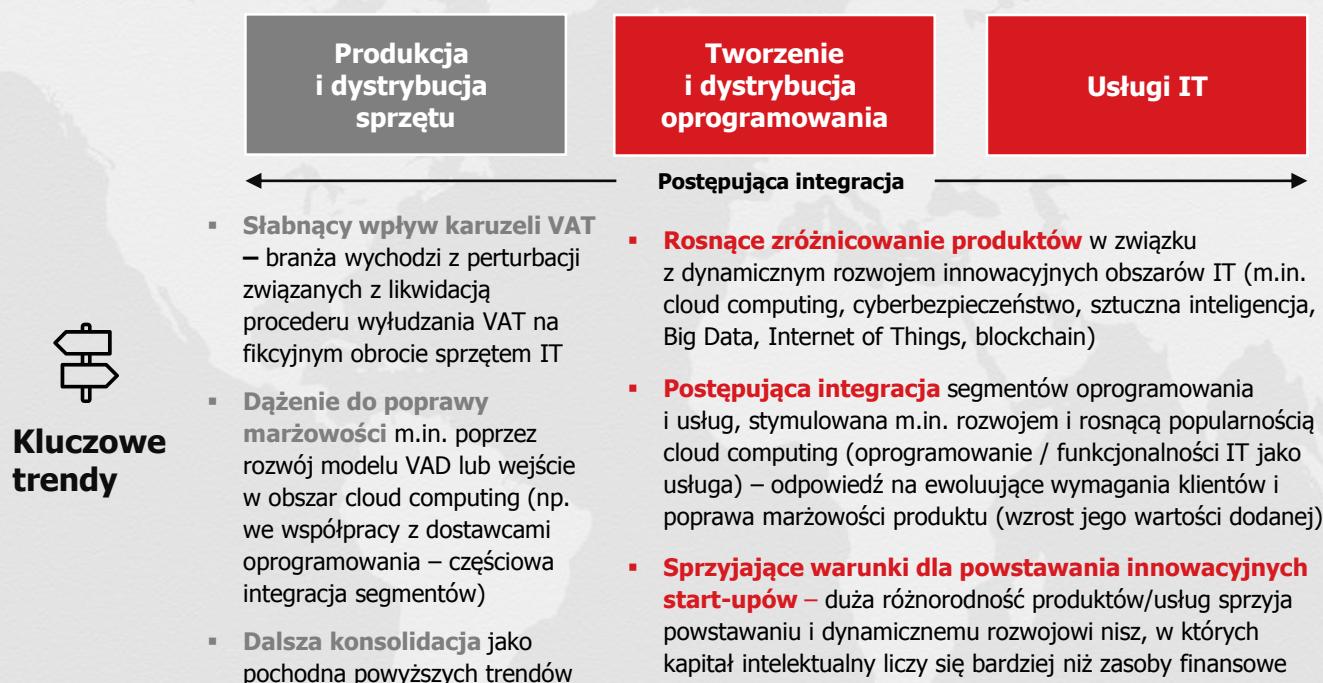 Produkcja
i dystrybucja
sprzętu
Tworzenie
i dystrybucja
oprogramowania
Usługi IT
Postępująca integracja
Kluczowe
trendy
▪ Słabnący wpływ karuzeli VAT
– branża wychodzi z perturbacji
związanych z likwidacją
procederu wyłudzania VAT na
fikcyjnym obrocie sprzętem IT
▪ Dążenie do poprawy
marżowości m.in. poprzez
rozwój modelu VAD lub wejście
w obszar cloud computing (np.
we współpracy z dostawcami
oprogramowania – częściowa
integracja segmentów)
▪ Dalsza konsolidacja jako
pochodna powyższych trendów
▪ Rosnące zróżnicowanie produktów w związku
z dynamicznym rozwojem innowacyjnych obszarów IT (m.in.
cloud computing, cyberbezpieczeństwo, sztuczna inteligencja,
Big Data, Internet of Things, blockchain)
▪ Postępująca integracja segmentów oprogramowania
i usług, stymulowana m.in. rozwojem i rosnącą popularnością
cloud computing (oprogramowanie / funkcjonalności IT jako
usługa) – odpowiedź na ewoluujące wymagania klientów i
poprawa marżowości produktu (wzrost jego wartości dodanej)
▪ Sprzyjające warunki dla powstawania innowacyjnych
start-upów – duża różnorodność produktów/usług sprzyja
powstawaniu i dynamicznemu rozwojowi nisz, w których
kapitał intelektualny liczy się bardziej niż zasoby finansowe